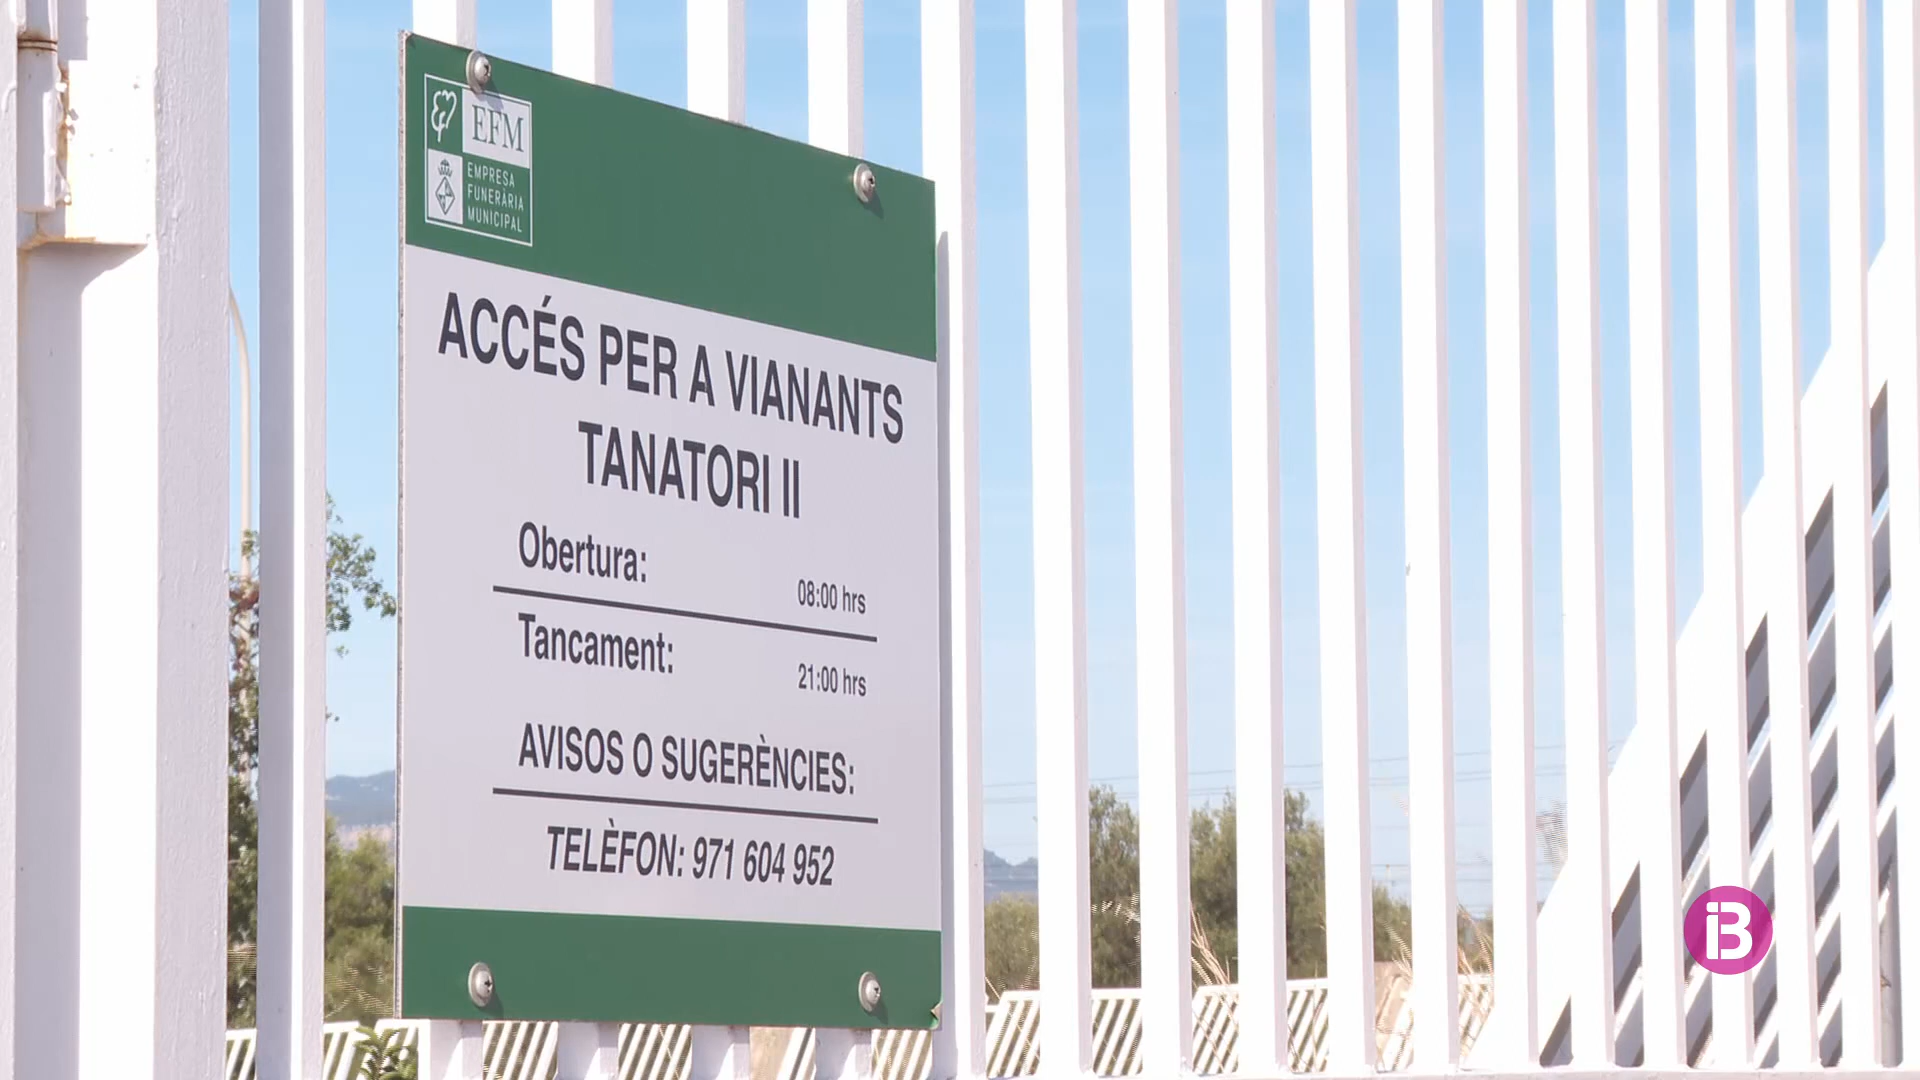 EFM
EMPRESA
FUNERÀRIA
MUNICIPAL
ACCÉS PER A VIANANTS
TANATORI II
Obertura: 08:00 hrs
Tancament: 21:00 hrs
AVISOS O SUGERÈNCIES:
TELÈFON: 971 604 952
IB